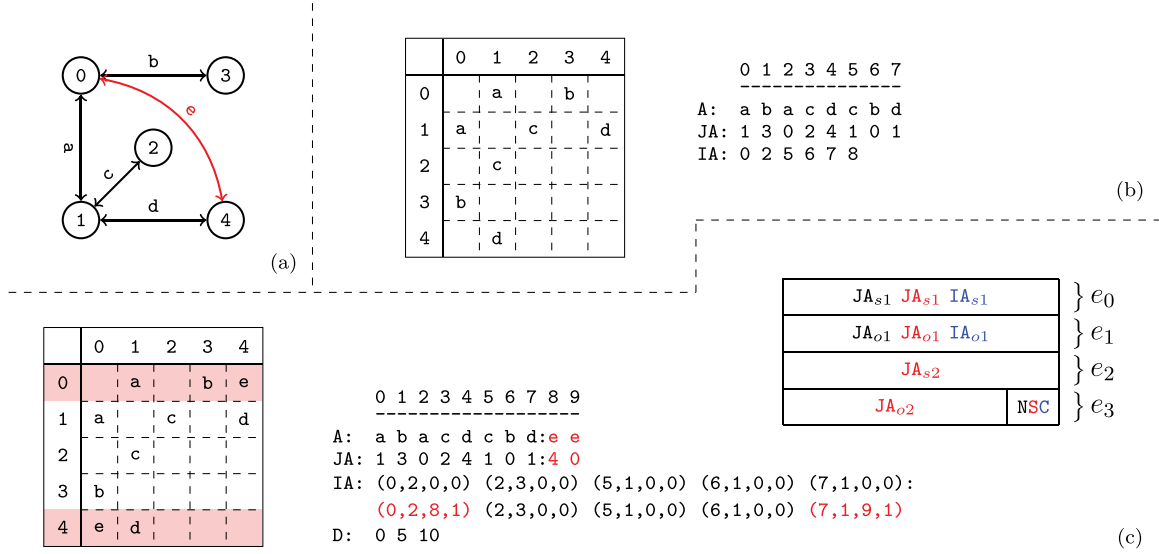 0
b
3
e
a
2
c
1
d
4
(a)
0 1 2 3 4
0 a b
1 a c d
2 c
3 b
4 d
0 1 2 3 4 5 6 7
----------------
A: a b a c d c b d
JA: 1 3 0 2 4 1 0 1
IA: 0 2 5 6 7 8
(b)
0 1 2 3 4
0 a b e
1 a c d
2 c
3 b
4 e d
0 1 2 3 4 5 6 7 8 9
--------------------
A: a b a c d c b d:e e
JA: 1 3 0 2 4 1 0 1:4 0
IA: (0,2,0,0) (2,3,0,0) (5,1,0,0) (6,1,0,0) (7,1,0,0):
(0,2,8,1) (2,3,0,0) (5,1,0,0) (6,1,0,0) (7,1,9,1)
D: 0 5 10
JAs1 JAs1 IAs1 } e0
JAo1 JAo1 IAo1 } e1
JAs2 } e2
JAo2 NSC } e3
(c)